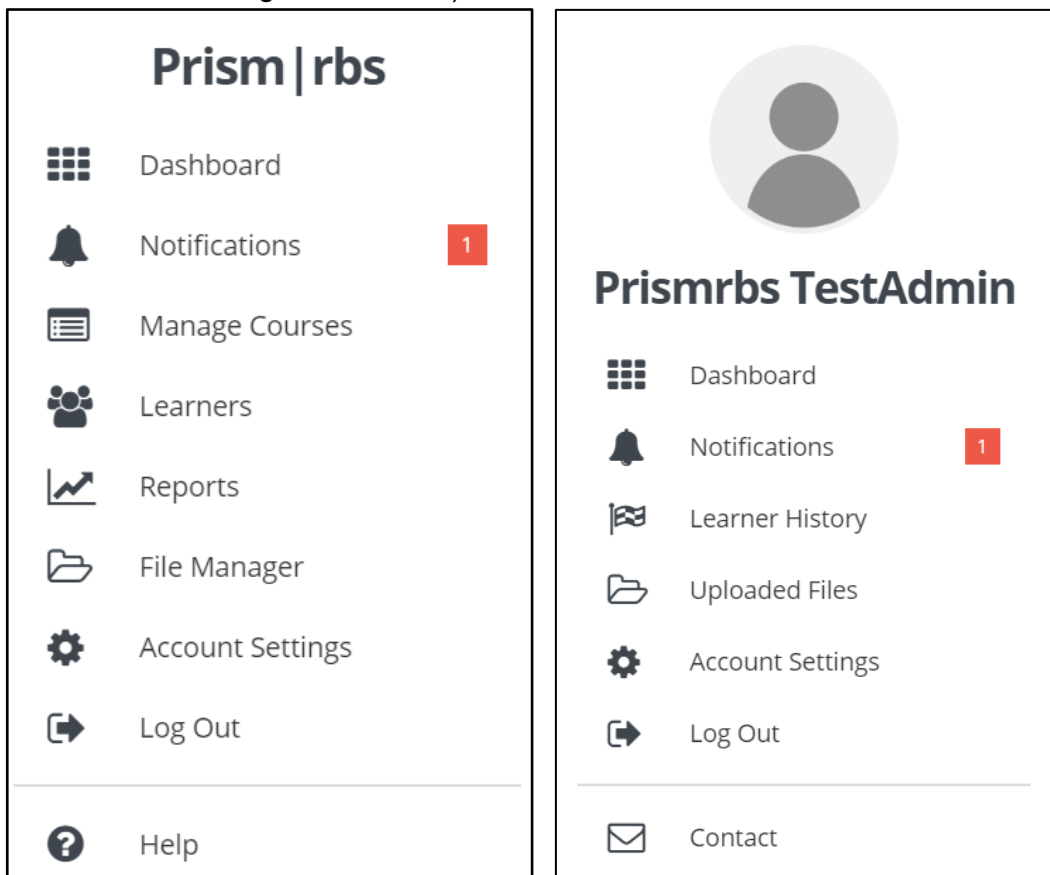 Prism|rbs
Dashboard
Notifications 1
Manage Courses
Learners
Reports
File Manager
Account Settings
Log Out
Help
Prismrbs TestAdmin
Dashboard
Notifications 1
Learner History
Uploaded Files
Account Settings
Log Out
Contact